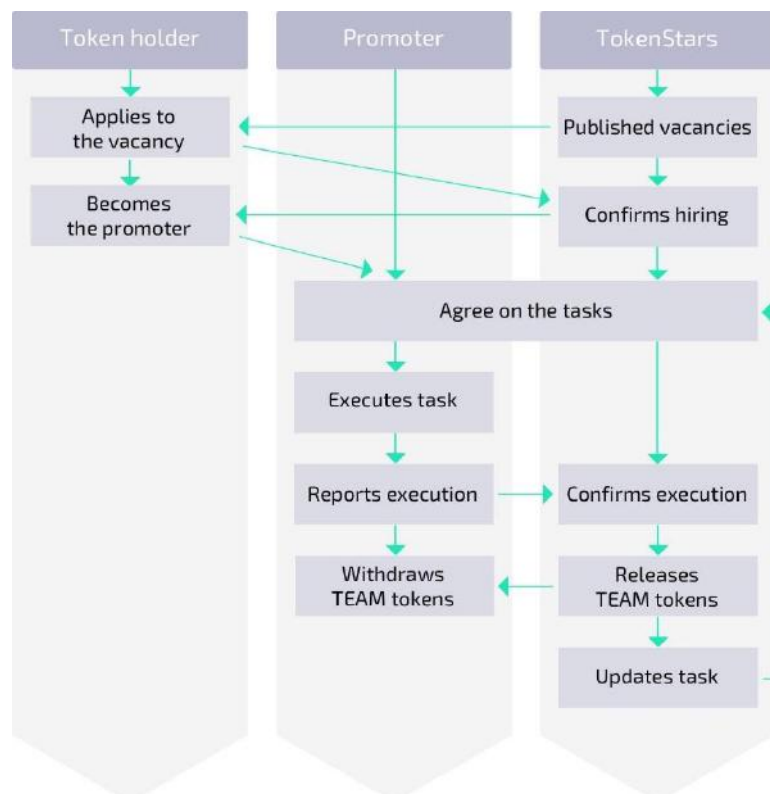 Token holder
Promoter
TokenStars
Applies to
the vacancy
Published vacancies
Becomes
the promoter
Confirms hiring
Agree on the tasks
Executes task
Reports execution
Confirms execution
Withdraws
TEAM tokens
Releases
TEAM tokens
Updates task